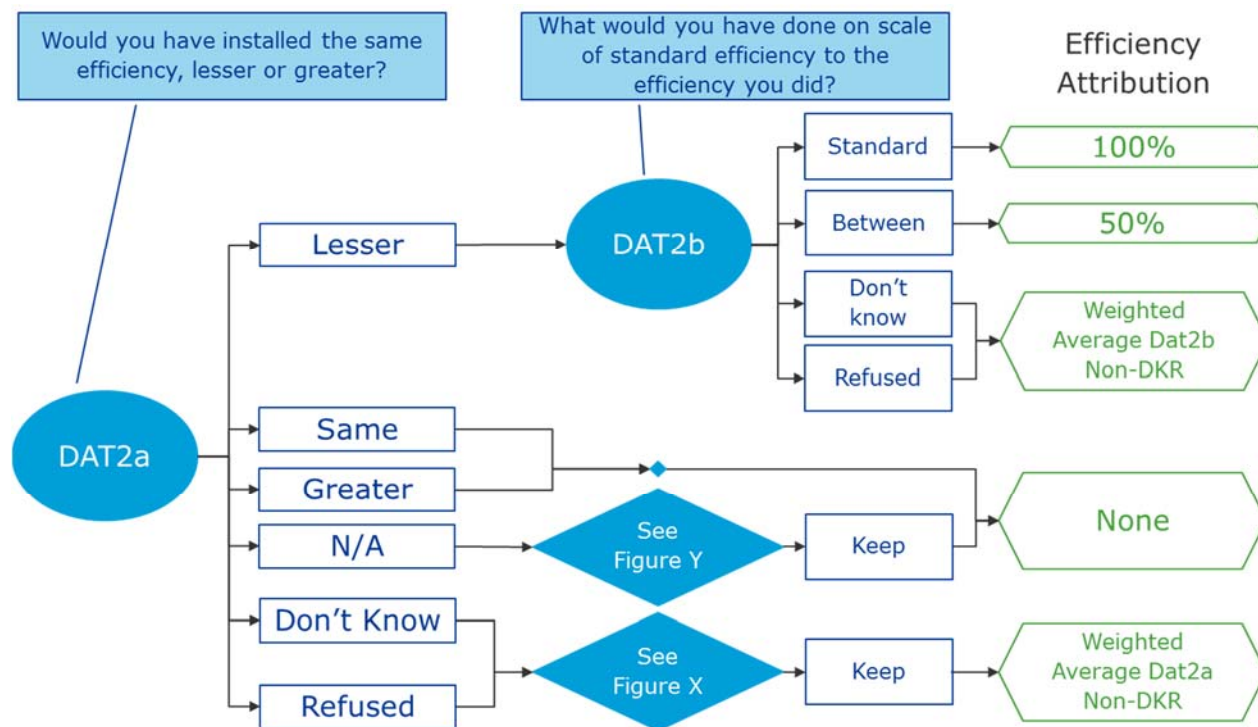 Would you have installed the same
efficiency, lesser or greater?
What would you have done on scale
of standard efficiency to the
efficiency you did?
Efficiency
Attribution
Standard
100%
Lesser
DAT2b
Between
50%
Don't
know
Refused
Weighted
Average Dat2b
Non-DKR
DAT2a
Same
Greater
N/A
See
Figure Y
Keep
None
Don't Know
Refused
See
Figure X
Keep
Weighted
Average Dat2a
Non-DKR